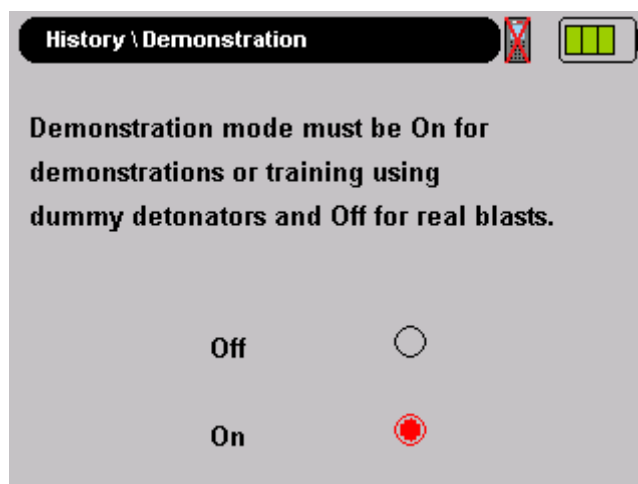 History \ Demonstration
Demonstration mode must be On for
demonstrations or training using
dummy detonators and Off for real blasts.
Off
On